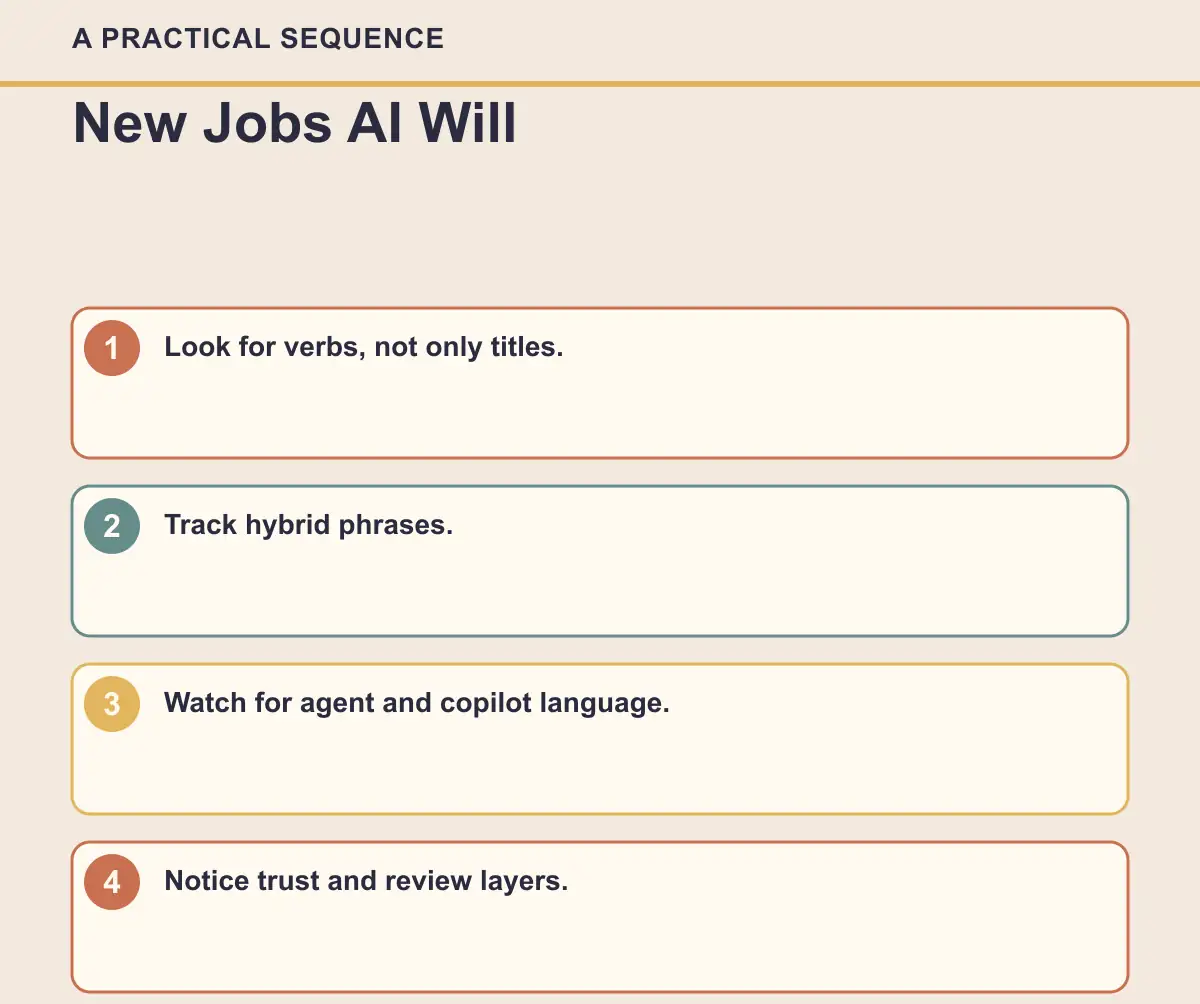 A PRACTICAL SEQUENCE
New Jobs AI Will
1
Look for verbs, not only titles.
2
Track hybrid phrases.
3
Watch for agent and copilot language.
4
Notice trust and review layers.